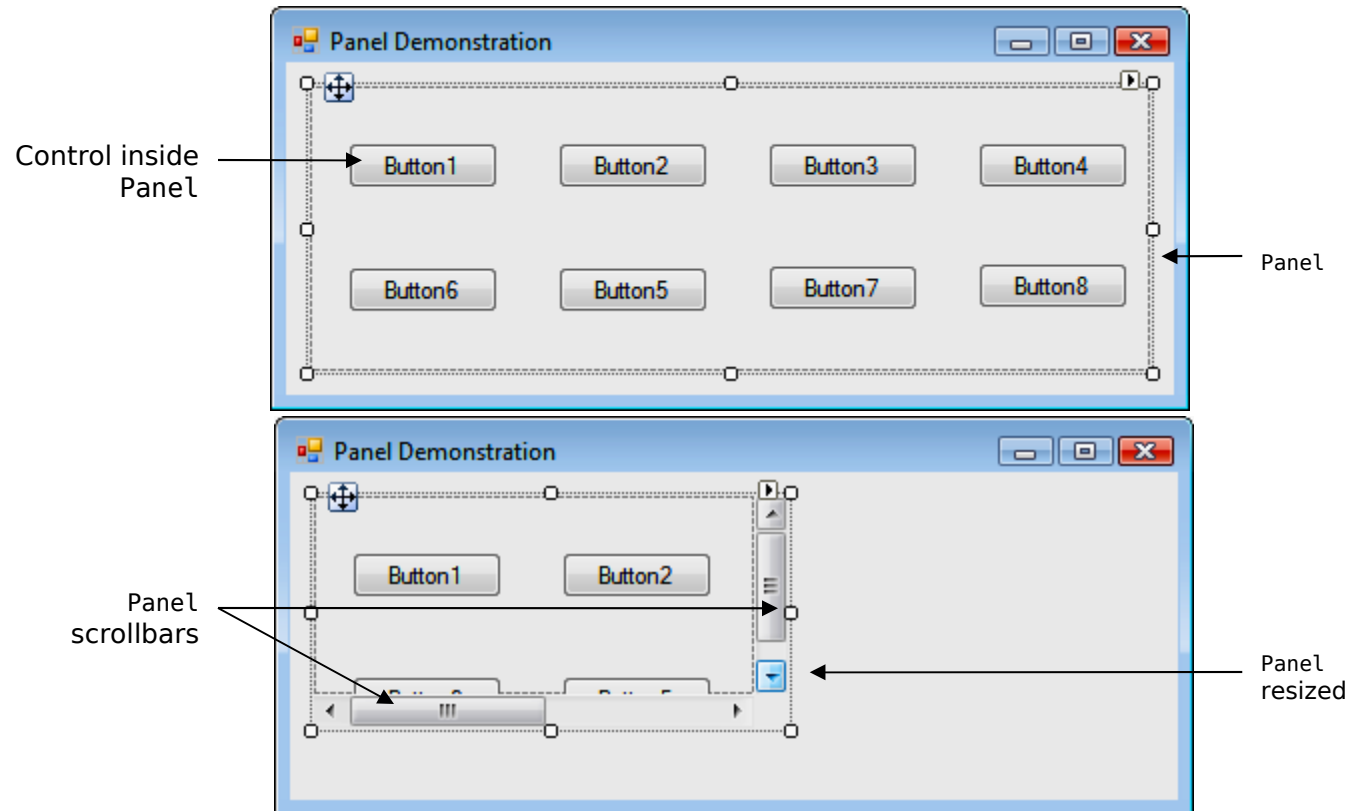 Panel Demonstration
Control inside
Panel
Button1 Button2 Button3 Button4
Panel
Button6 Button5 Button7 Button8
Panel Demonstration
Button1 Button2
Panel
scrollbars
Panel
resized